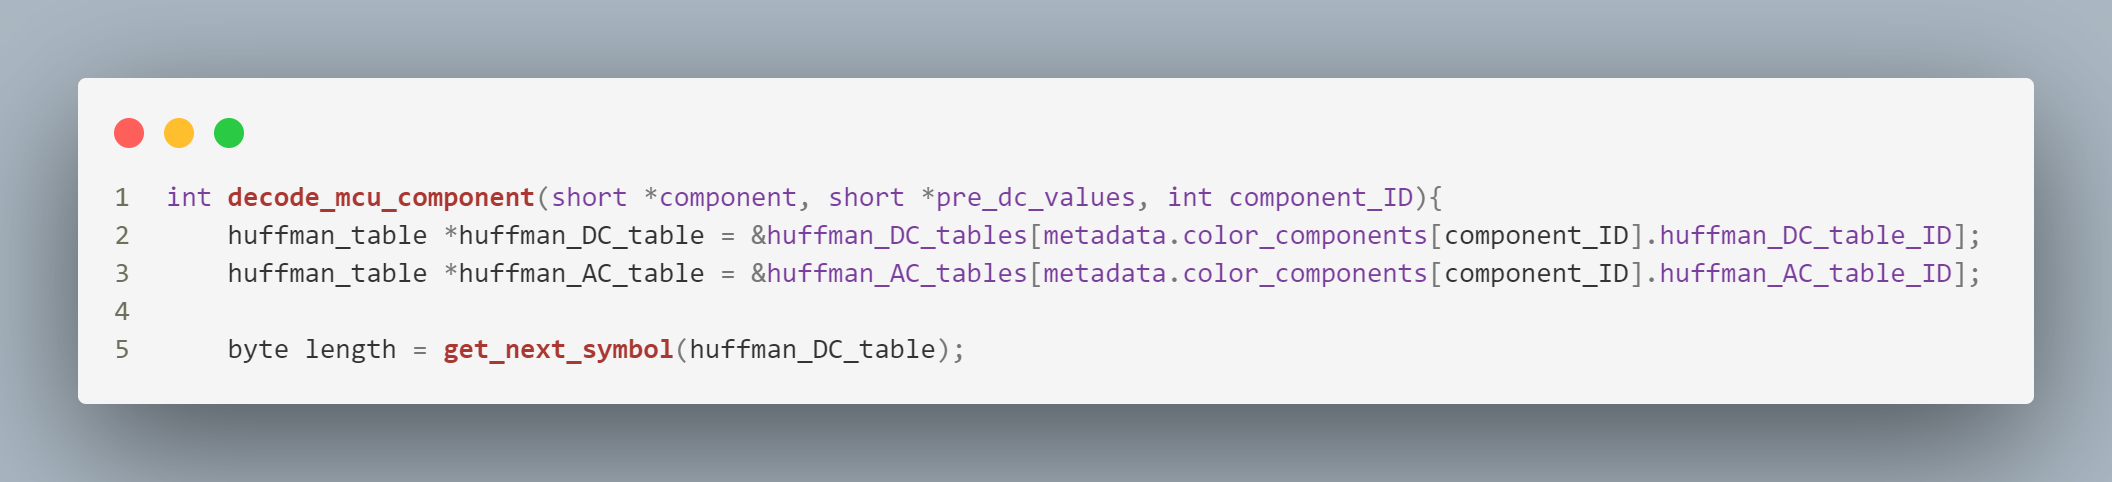 1 int decode_mcu_component(short *component, short *pre_dc_values, int component_ID){
2     huffman_table *huffman_DC_table = &huffman_DC_tables[metadata.color_components[component_ID].huffman_DC_table_ID];
3     huffman_table *huffman_AC_table = &huffman_AC_tables[metadata.color_components[component_ID].huffman_AC_table_ID];
4
5     byte length = get_next_symbol(huffman_DC_table);